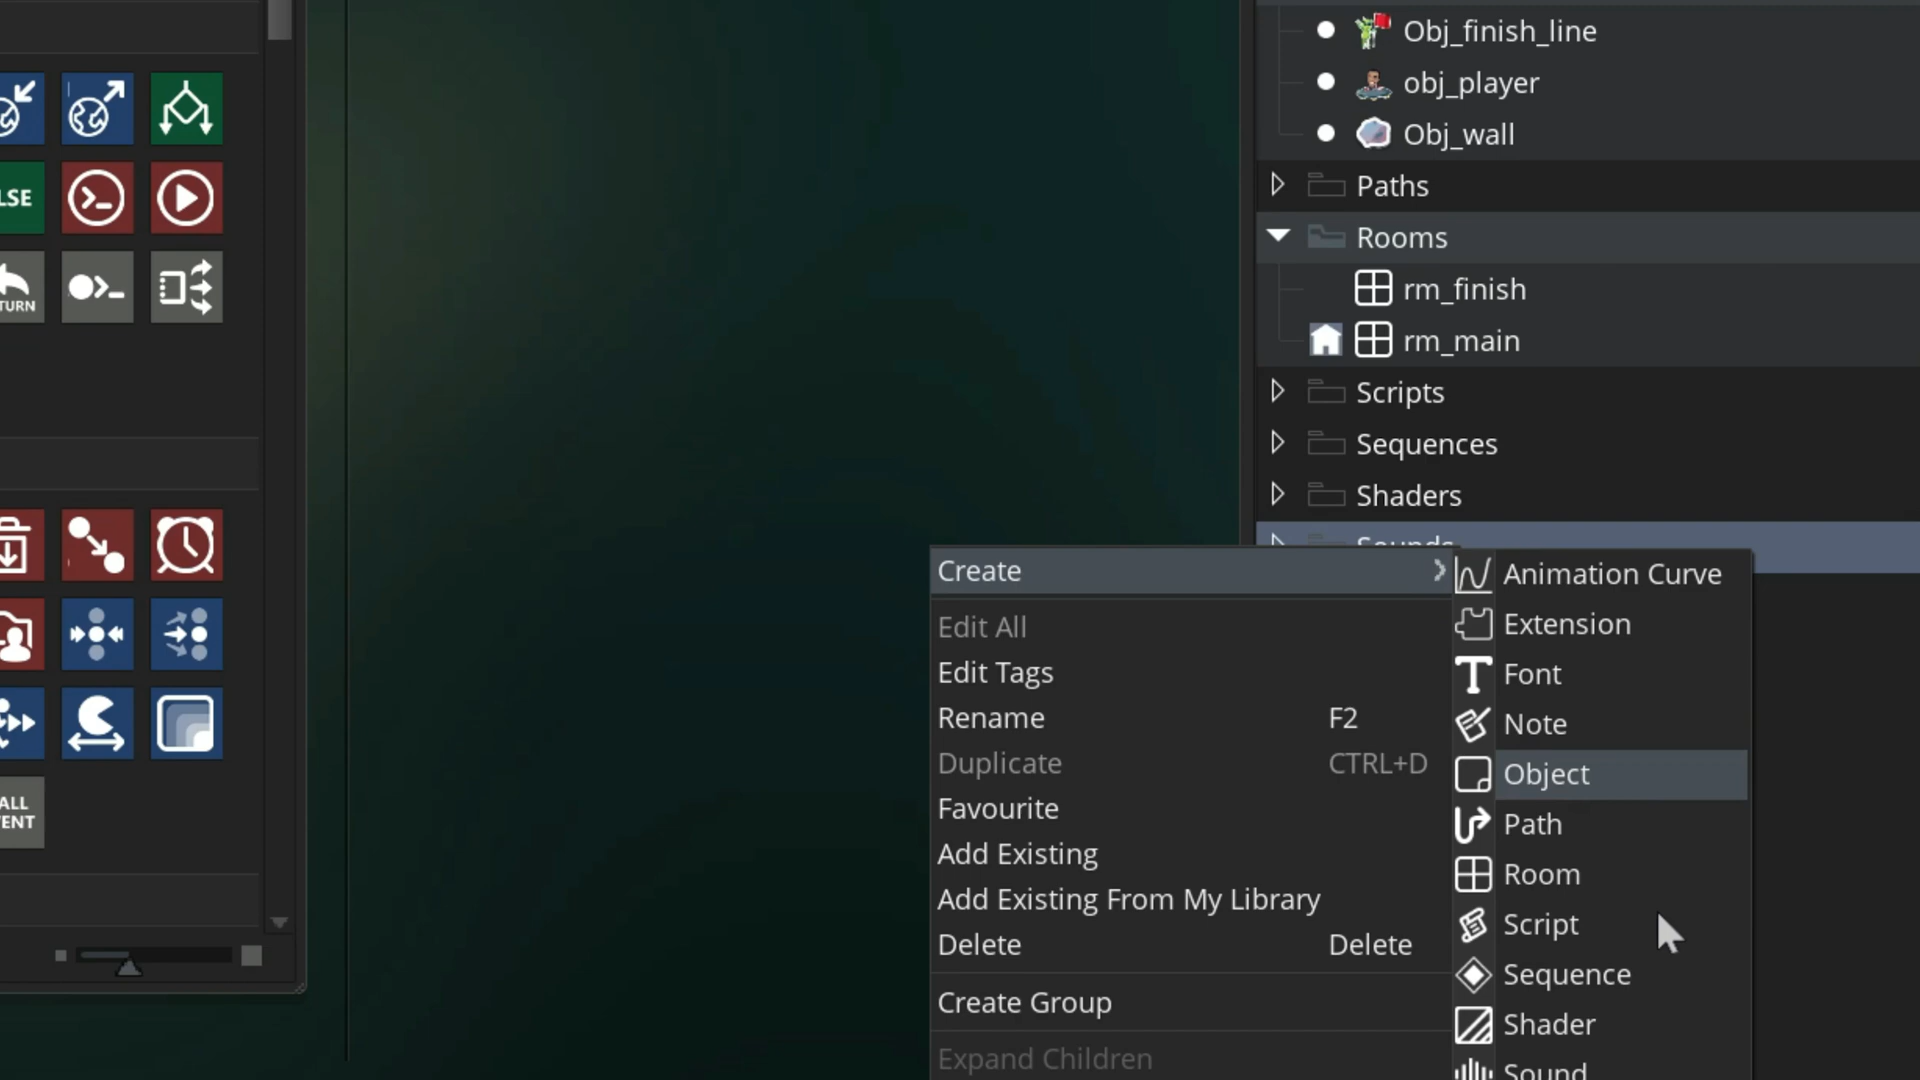 Obj_finish_line
obj_player
Obj_wall
Paths
Rooms
rm_finish
rm_main
Scripts
Sequences
Shaders
Sounds
LSE
TURN
ALL
ENT
Create
Edit All
Edit Tags
Rename F2
Duplicate CTRL+D
Favourite
Add Existing
Add Existing From My Library
Delete Delete
Create Group
Expand Children
Animation Curve
Extension
Font
Note
Object
Path
Room
Script
Sequence
Shader
Sound